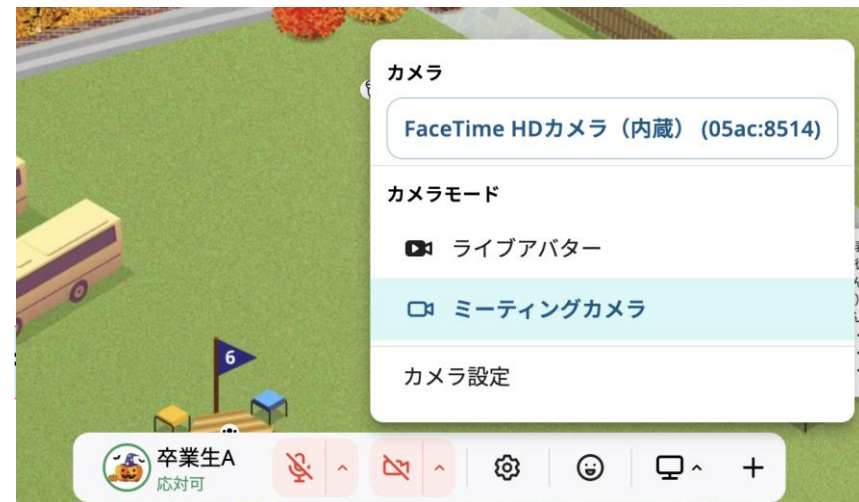 カメラ
FaceTime HDカメラ（内蔵） (05ac:8514)
カメラモード
ライブアバター
ミーティングカメラ
カメラ設定
6
卒業生A
応対可